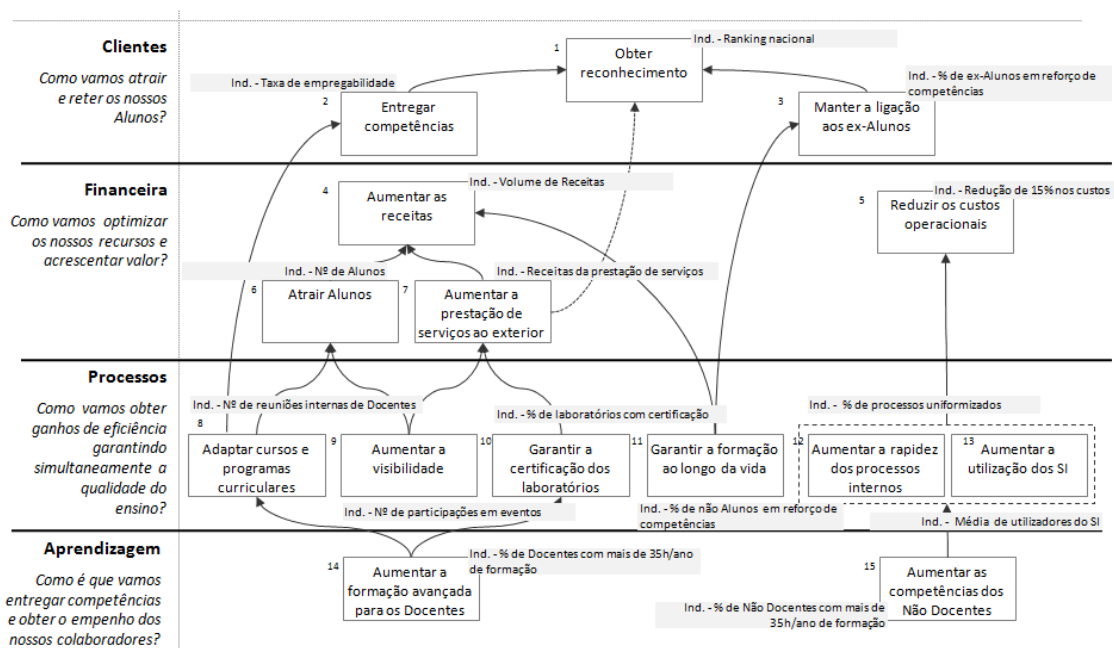 Clientes
Como vamos atrair
e reter os nossos
Alunos?
1
Obter
reconhecimento
Ind. - Ranking nacional
Ind. - Taxa de empregabilidade
2
Entregar
competências
Ind. - % de ex-Alunos em reforço de
competências
3
Manter a ligação
aos ex-Alunos
Financeira
Como vamos optimizar
os nossos recursos e
acrescentar valor?
4
Aumentar as
receitas
Ind. - Volume de Receitas
5
Reduzir os custos
operacionais
Ind. - Redução de 15% nos custos
Ind. - Nº de Alunos
6
Atrair Alunos
Ind. - Receitas da prestação de serviços
7
Aumentar a
prestação de
serviços ao exterior
Processos
Como vamos obter
ganhos de eficiência
garantindo
simultaneamente a
qualidade do
ensino?
Ind. - Nº de reuniões internas de Docentes
8
Adaptar cursos e
programas
curriculares
9
Aumentar a
visibilidade
Ind. - % de laboratórios com certificação
10
Garantir a
certificação dos
laboratórios
11
Garantir a formação
ao longo da vida
Ind. - % de processos uniformizados
12
Aumentar a rapidez
dos processos
internos
13
Aumentar a
utilização dos SI
Ind. - Nº de participações em eventos
Ind. - % de não Alunos em reforço de
competências
Ind. - Média de utilizadores do SI
Aprendizagem
Como é que vamos
entregar competências
e obter o empenho dos
nossos colaboradores?
14
Aumentar a
formação avançada
para os Docentes
Ind. - % de Docentes com mais de 35h/ano
de formação
15
Aumentar as
competências dos
Não Docentes
Ind. - % de Não Docentes com mais de
35h/ano de formação